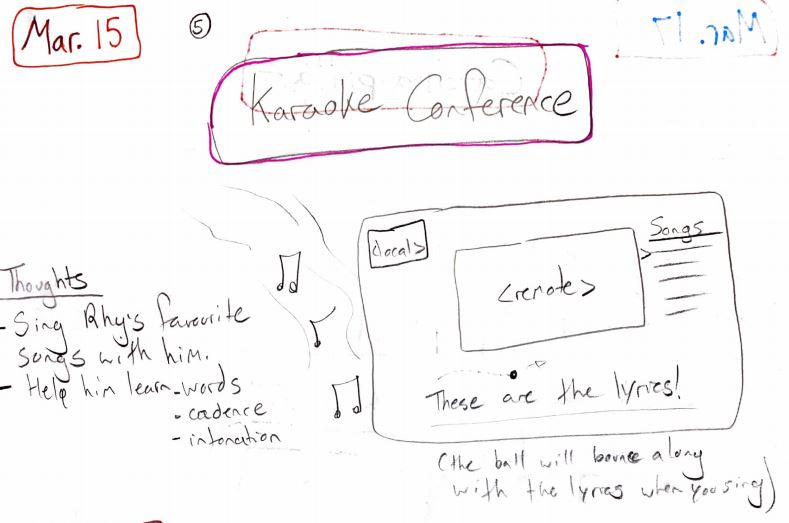 Mar. 15
⑤
Mar. 17
Karaoke Conference
Thoughts
- Sing Rhy's favourite
songs with him.
- Help him learn - words
- cadence
- intonation
<local>
<remote>
Songs
These are the lyrics!
(the ball will bounce along
with the lyrics when you sing)